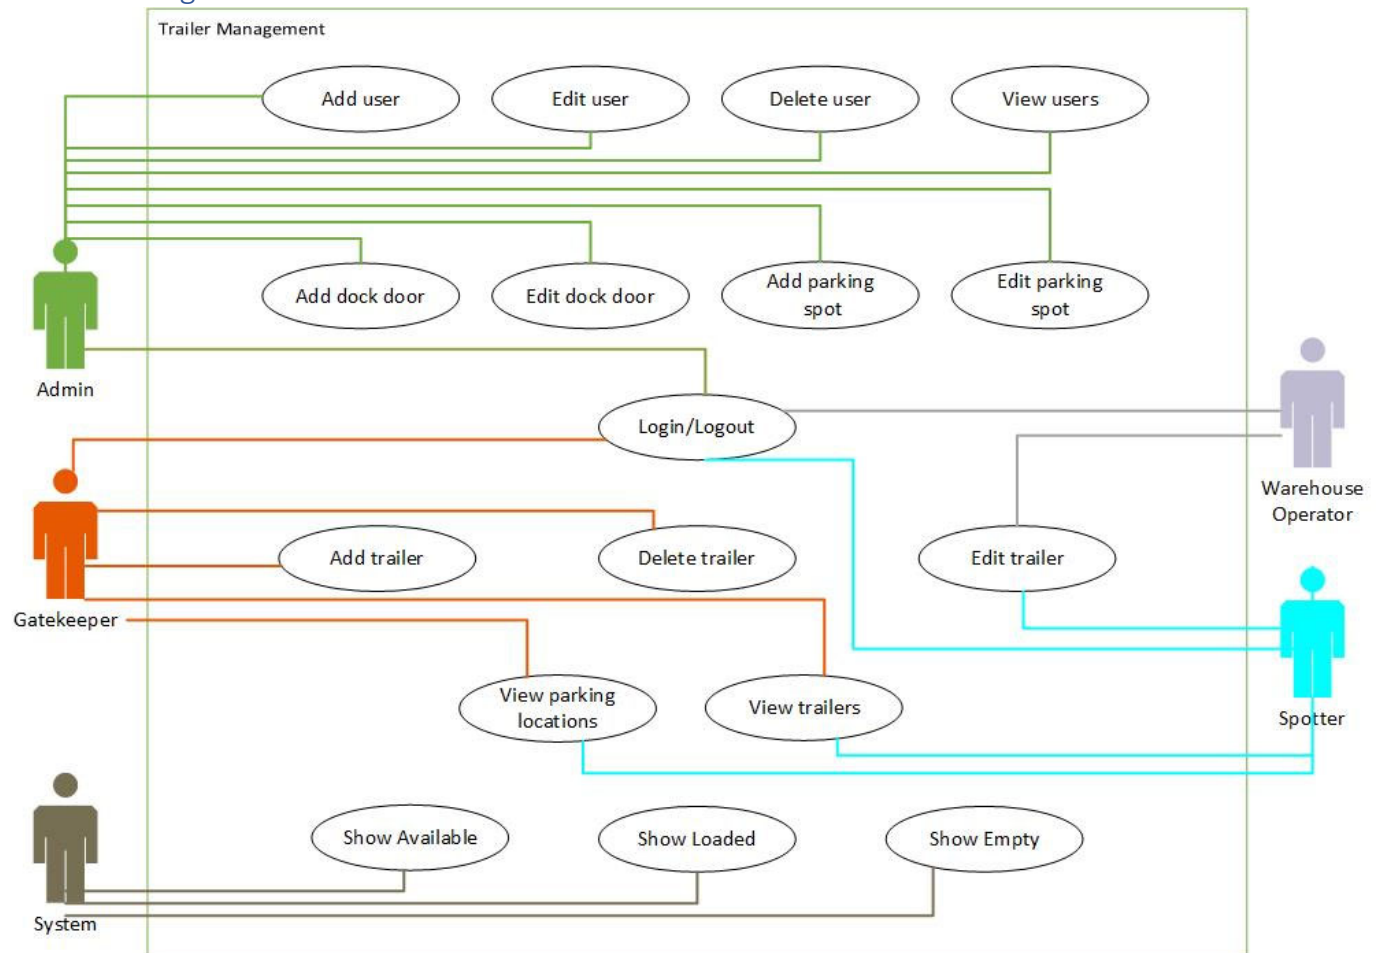 Trailer Management
Add user
Edit user
Delete user
View users
Add dock door
Edit dock door
Add parking
spot
Edit parking
spot
Admin
Login/Logout
Warehouse
Operator
Add trailer
Delete trailer
Edit trailer
Gatekeeper
View parking
locations
View trailers
Spotter
Show Available
Show Loaded
Show Empty
System